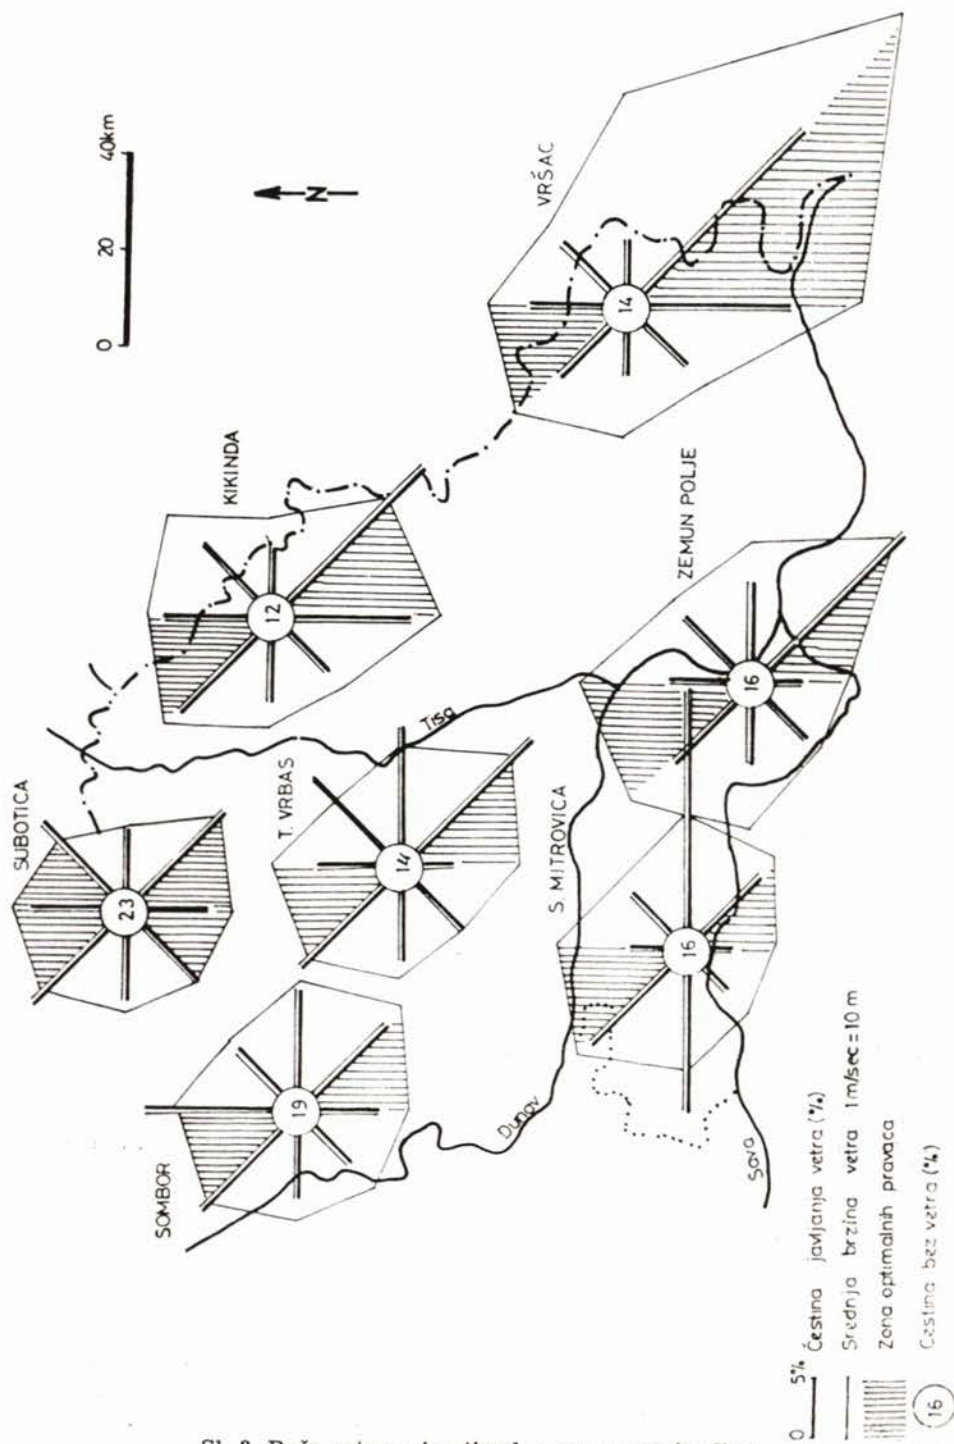 0 20 40km
N
SUBOTICA
23
SOMBOR
19
T. VRBAS
14
KIKINDA
12
VRŠAC
14
S. MITROVICA
16
ZEMUN POLJE
16
Tisa
Dunav
Sava
0 5% Čestina javljanja vetra (%)
Srednja brzina vetra 1m/sec=10m
Zona optimalnih pravaca
16 Čestina bez vetra (%)